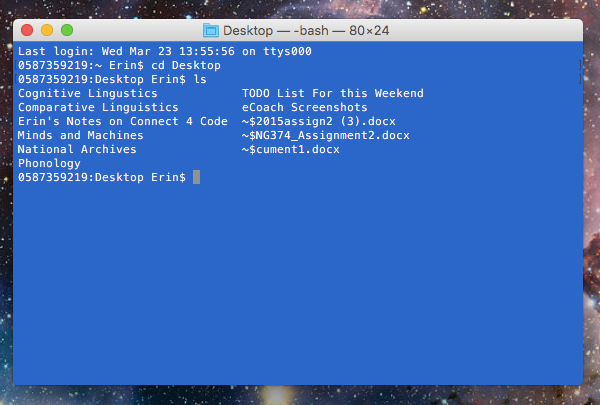 Desktop — -bash — 80×24
Last login: Wed Mar 23 13:55:56 on ttys000
0587359219:~ Erin$ cd Desktop
0587359219:Desktop Erin$ ls
Cognitive Lingustics TODO List For this Weekend
Comparative Linguistics eCoach Screenshots
Erin's Notes on Connect 4 Code ~$2015assign2 (3).docx
Minds and Machines ~$NG374_Assignment2.docx
National Archives ~$cument1.docx
Phonology
0587359219:Desktop Erin$